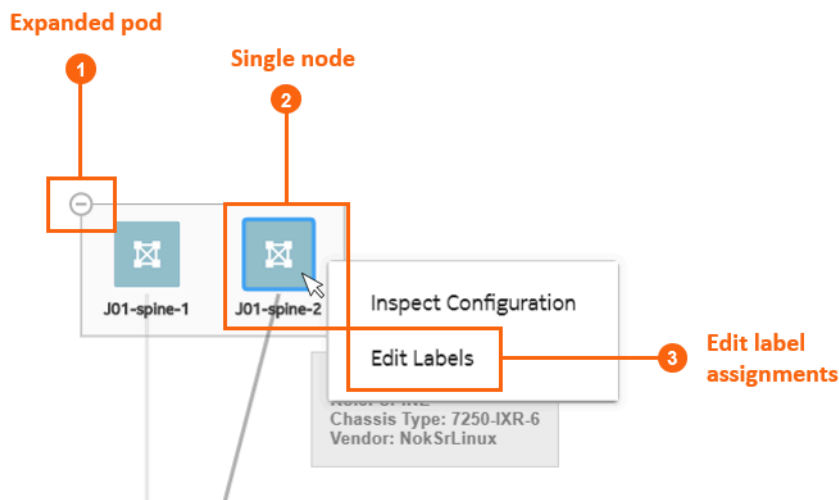 Expanded pod
1
Single node
2
J01-spine-1
J01-spine-2
Inspect Configuration
Edit Labels
3
Edit label
assignments
Chassis Type: 7250-IXR-6
Vendor: NokSrLinux